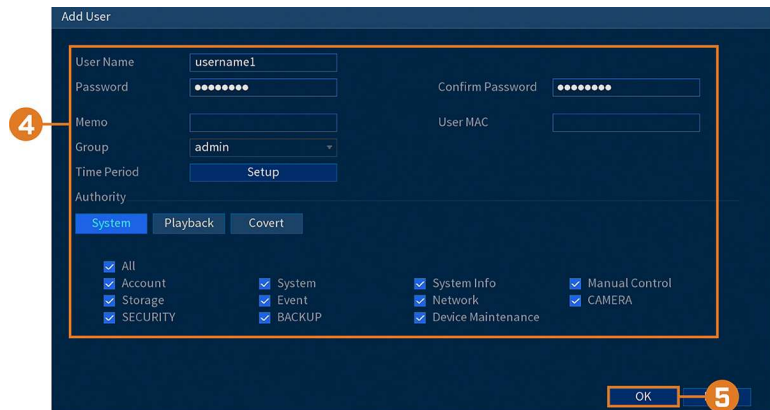 Add User
User Name username1
Password ●●●●●●●● Confirm Password ●●●●●●●●
4
Memo User MAC
Group admin
Time Period Setup
Authority
System Playback Covert
All
Account System System Info Manual Control
Storage Event Network CAMERA
SECURITY BACKUP Device Maintenance
OK 5